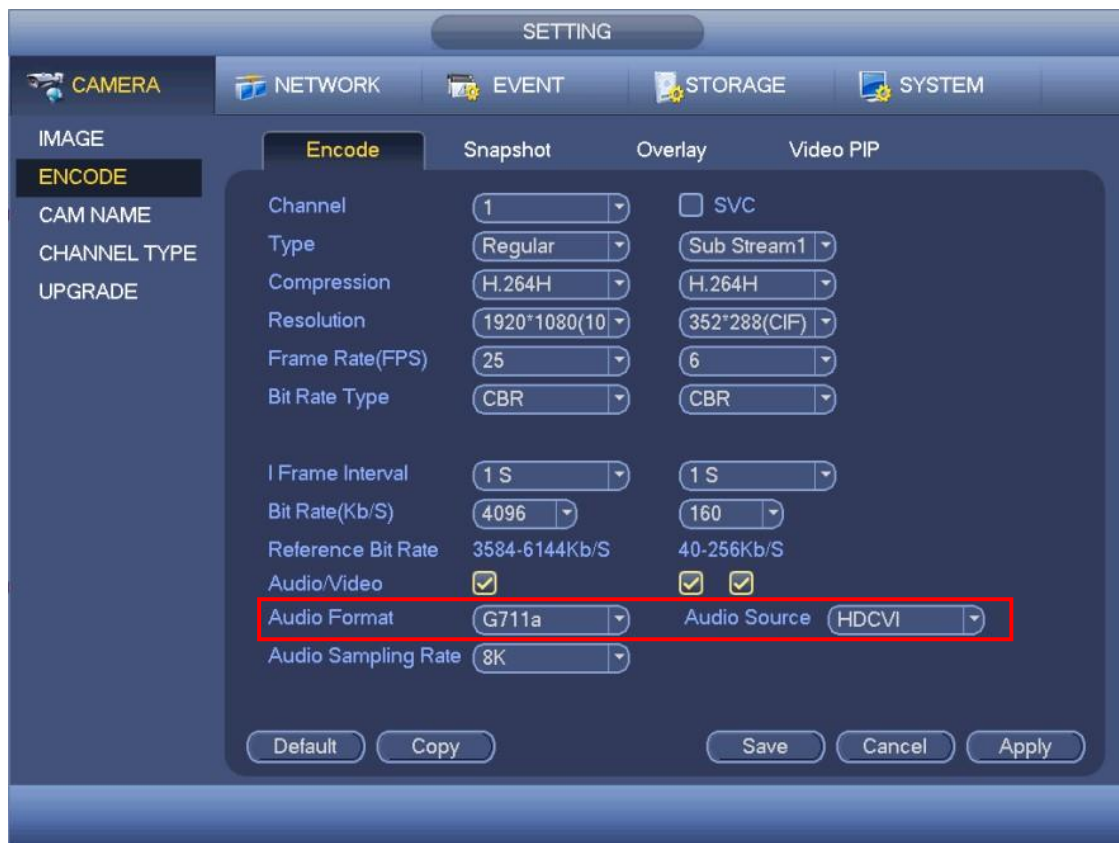 SETTING
CAMERA NETWORK EVENT STORAGE SYSTEM
IMAGE
ENCODE
CAM NAME
CHANNEL TYPE
UPGRADE
Encode Snapshot Overlay Video PIP
Channel 1 SVC
Type Regular Sub Stream1
Compression H.264H H.264H
Resolution 1920*1080(10 352*288(CIF)
Frame Rate(FPS) 25 6
Bit Rate Type CBR CBR
I Frame Interval 1 S 1 S
Bit Rate(Kb/S) 4096 160
Reference Bit Rate 3584-6144Kb/S 40-256Kb/S
Audio/Video
Audio Format G711a Audio Source HDCVI
Audio Sampling Rate 8K
Default Copy Save Cancel Apply